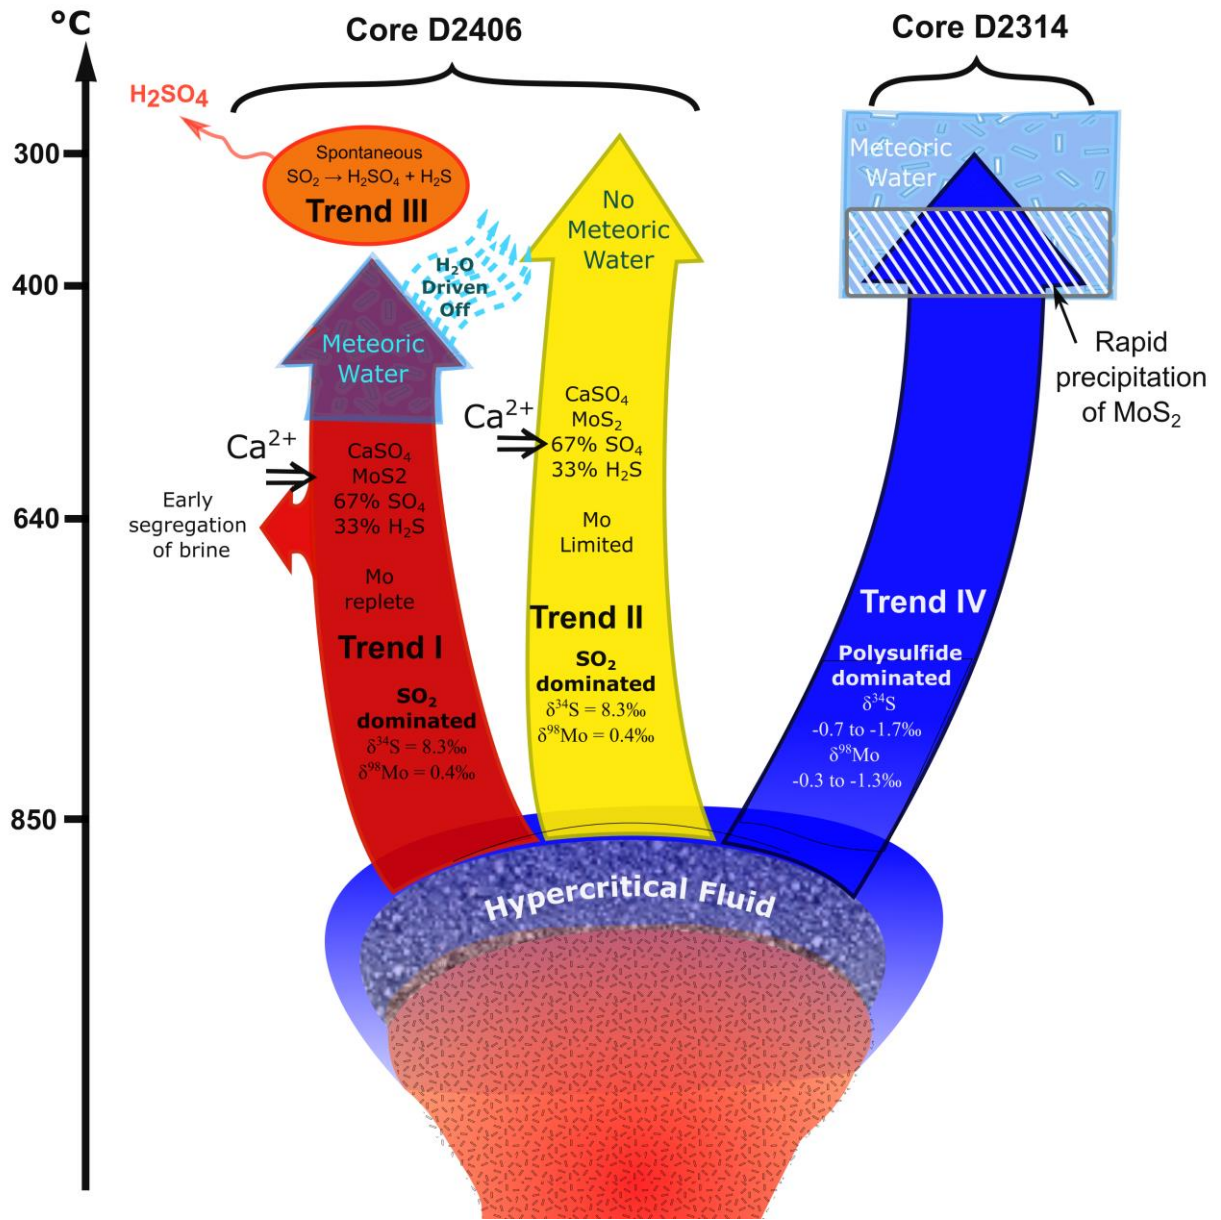 °C
Core D2406
Core D2314
300
400
640
850
H₂SO₄
Spontaneous
SO₂ → H₂SO₄ + H₂S
Trend III
H₂O
Driven
Off
Meteoric
Water
Ca²⁺
CaSO₄
MoS2
67% SO₄
33% H₂S
Mo
replete
Early
segregation
of brine
Trend I
SO₂
dominated
δ³⁴S = 8.3‰
δ⁹⁸Mo = 0.4‰
No
Meteoric
Water
Ca²⁺
CaSO₄
MoS₂
67% SO₄
33% H₂S
Mo
Limited
Trend II
SO₂
dominated
δ³⁴S = 8.3‰
δ⁹⁸Mo = 0.4‰
Meteoric
Water
Rapid
precipitation
of MoS₂
Trend IV
Polysulfide
dominated
δ³⁴S
-0.7 to -1.7‰
δ⁹⁸Mo
-0.3 to -1.3‰
Hypercritical Fluid